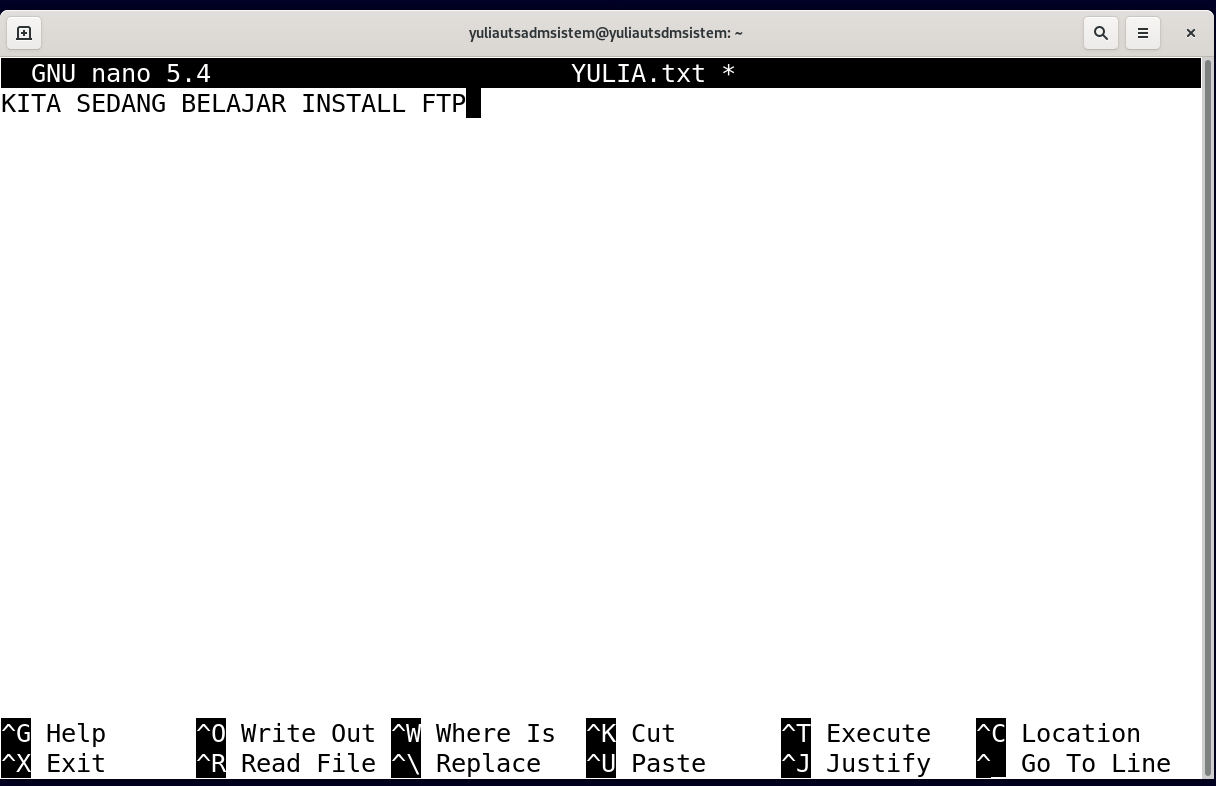 yuliautsadmsistem@yuliautsdmsistem: ~
GNU nano 5.4 YULIA.txt *
KITA SEDANG BELAJAR INSTALL FTP
^G Help ^O Write Out ^W Where Is ^K Cut ^T Execute ^C Location
^X Exit ^R Read File ^\ Replace ^U Paste ^J Justify ^_ Go To Line